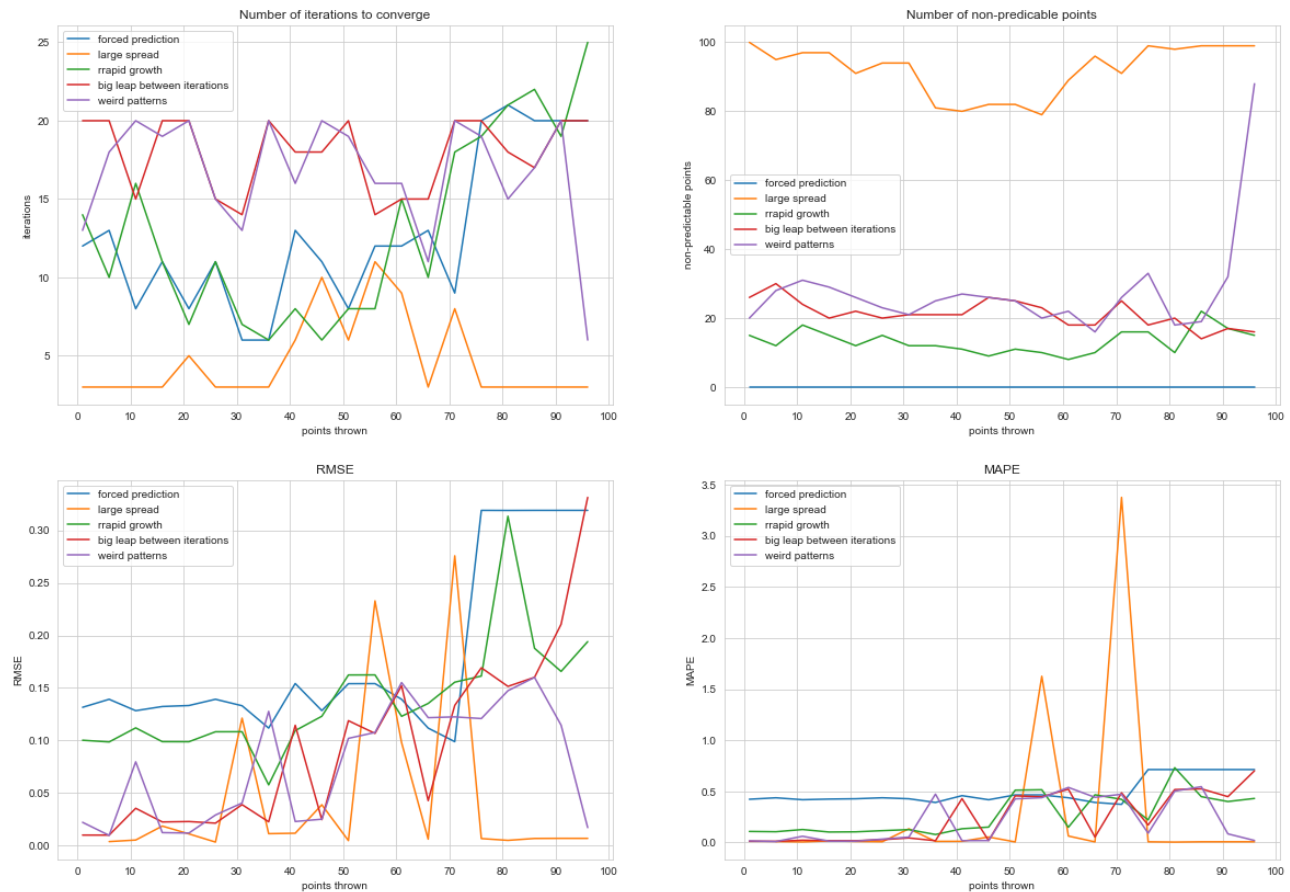 Number of iterations to converge
forced prediction
large spread
rrapid growth
big leap between iterations
weird patterns
25
20
15
10
5
iterations
0 10 20 30 40 50 60 70 80 90 100
points thrown
Number of non-predicable points
100
80
60
40
20
0
non-predictable points
forced prediction
large spread
rrapid growth
big leap between iterations
weird patterns
0 10 20 30 40 50 60 70 80 90 100
points thrown
RMSE
forced prediction
large spread
rrapid growth
big leap between iterations
weird patterns
0.30
0.25
0.20
0.15
0.10
0.05
0.00
RMSE
0 10 20 30 40 50 60 70 80 90 100
points thrown
MAPE
forced prediction
large spread
rrapid growth
big leap between iterations
weird patterns
3.5
3.0
2.5
2.0
1.5
1.0
0.5
0.0
MAPE
0 10 20 30 40 50 60 70 80 90 100
points thrown